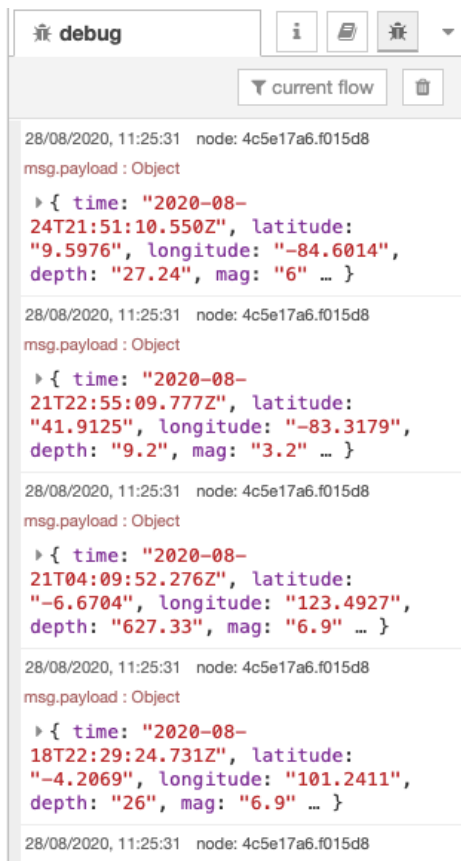 debug
i
current flow
28/08/2020, 11:25:31 node: 4c5e17a6.f015d8
msg.payload : Object
{ time: "2020-08-
24T21:51:10.550Z", latitude:
"9.5976", longitude: "-84.6014",
depth: "27.24", mag: "6" … }
28/08/2020, 11:25:31 node: 4c5e17a6.f015d8
msg.payload : Object
{ time: "2020-08-
21T22:55:09.777Z", latitude:
"41.9125", longitude: "-83.3179",
depth: "9.2", mag: "3.2" … }
28/08/2020, 11:25:31 node: 4c5e17a6.f015d8
msg.payload : Object
{ time: "2020-08-
21T04:09:52.276Z", latitude:
"-6.6704", longitude: "123.4927",
depth: "627.33", mag: "6.9" … }
28/08/2020, 11:25:31 node: 4c5e17a6.f015d8
msg.payload : Object
{ time: "2020-08-
18T22:29:24.731Z", latitude:
"-4.2069", longitude: "101.2411",
depth: "26", mag: "6.9" … }
28/08/2020, 11:25:31 node: 4c5e17a6.f015d8